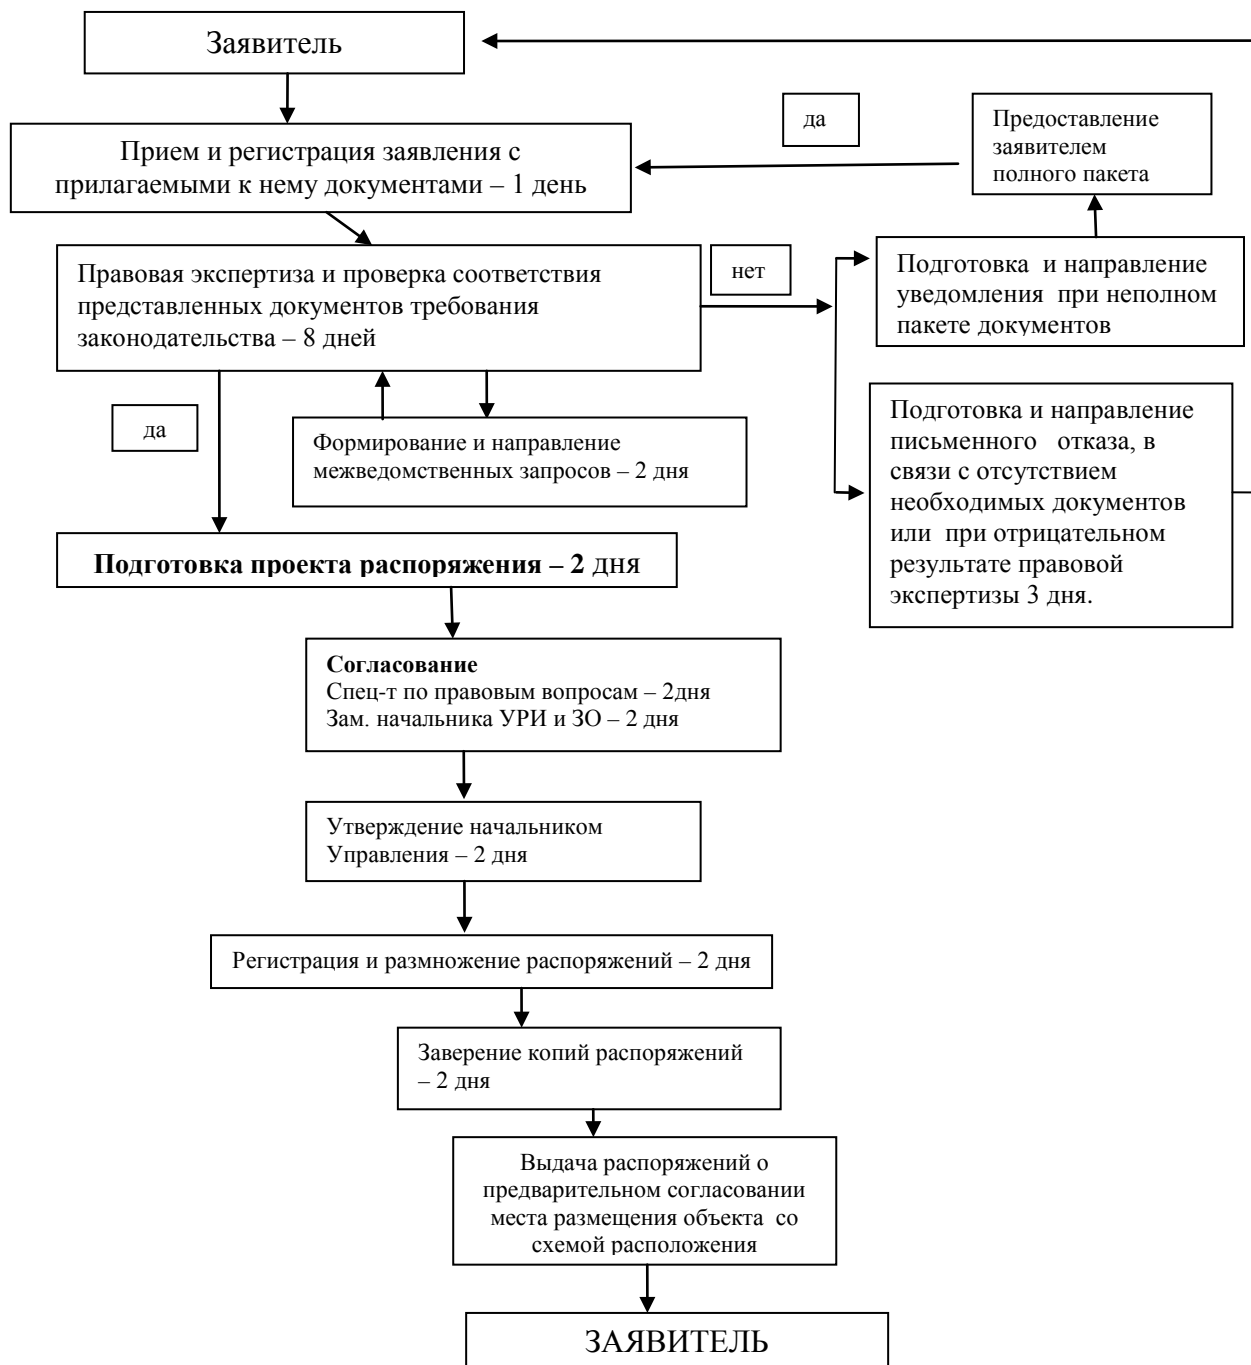 Заявитель
да
Предоставление
заявителем
полного пакета
Прием и регистрация заявления с
прилагаемыми к нему документами – 1 день
Правовая экспертиза и проверка соответствия
представленных документов требования
законодательства – 8 дней
нет
Подготовка и направление
уведомления при неполном
пакете документов
да
Формирование и направление
межведомственных запросов – 2 дня
Подготовка и направление
письменного отказа, в
связи с отсутствием
необходимых документов
или при отрицательном
результате правовой
экспертизы 3 дня.
Подготовка проекта распоряжения – 2 дня
Согласование
Спец-т по правовым вопросам – 2дня
Зам. начальника УРИ и ЗО – 2 дня
Утверждение начальником
Управления – 2 дня
Регистрация и размножение распоряжений – 2 дня
Заверение копий распоряжений
– 2 дня
Выдача распоряжений о
предварительном согласовании
места размещения объекта со
схемой расположения
ЗАЯВИТЕЛЬ